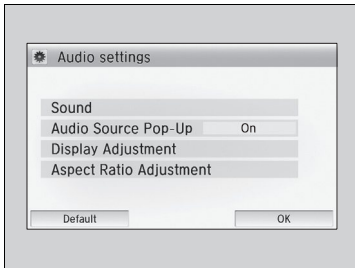 Audio settings
Sound
Audio Source Pop-Up On
Display Adjustment
Aspect Ratio Adjustment
Default OK